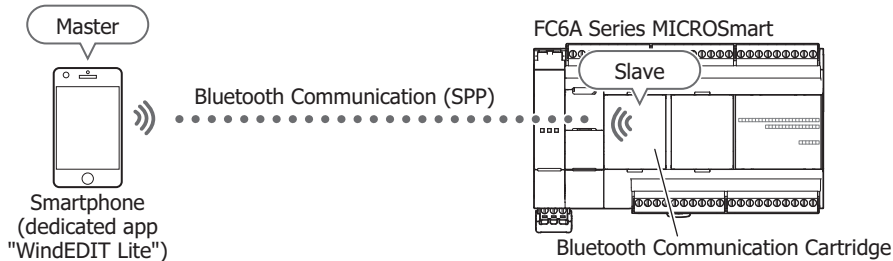 Master
FC6A Series MICROSmart
Slave
Bluetooth Communication (SPP)
Smartphone
(dedicated app
"WindEDIT Lite")
Bluetooth Communication Cartridge